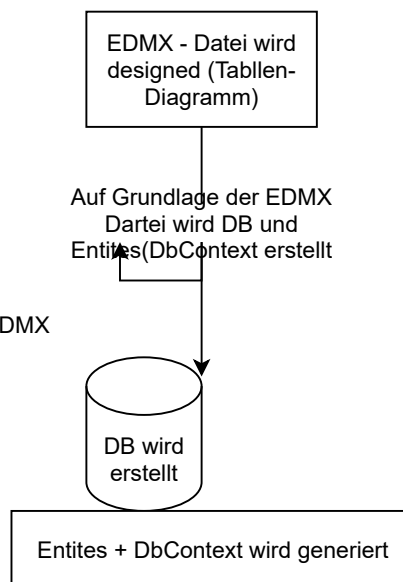 EDMX - Datei wird
designed (Tabllen-
Diagramm)
Auf Grundlage der EDMX
Dartei wird DB und
Entites(DbContext erstellt
DMX
DB wird
erstellt
Entites + DbContext wird generiert